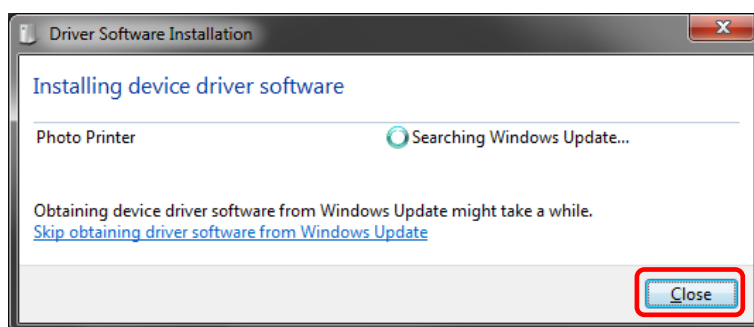 Driver Software Installation
Installing device driver software
Photo Printer Searching Windows Update...
Obtaining device driver software from Windows Update might take a while.
Skip obtaining driver software from Windows Update
Close